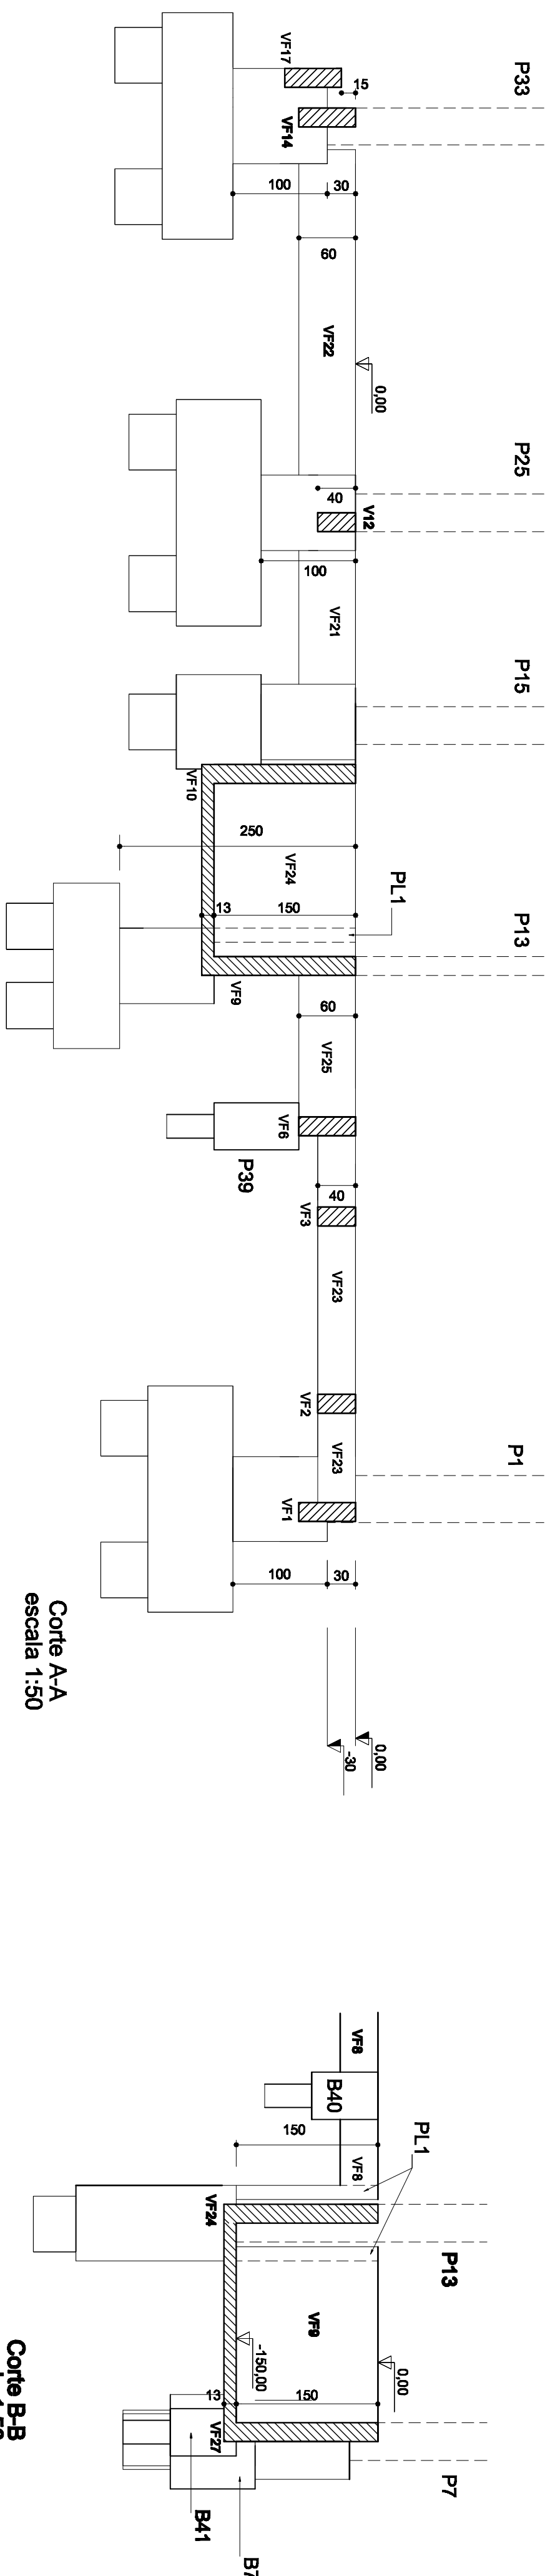 P33
VF17
15
VF14
100
30
60
VF22
0,00
P25
40
V12
100
VF21
P15
VF10
250
VF24
13
150
PL1
P13
VF9
60
VF25
VF6
P39
40
VF3
VF23
VF2
VF23
P1
VF1
100
30
Corte A-A
escala 1:50
0,00
-30
VF8
B40
150
VF8
PL1
VF24
P13
VF9
-150,00
0,00
13
150
VF27
P7
B41
Corte B-B